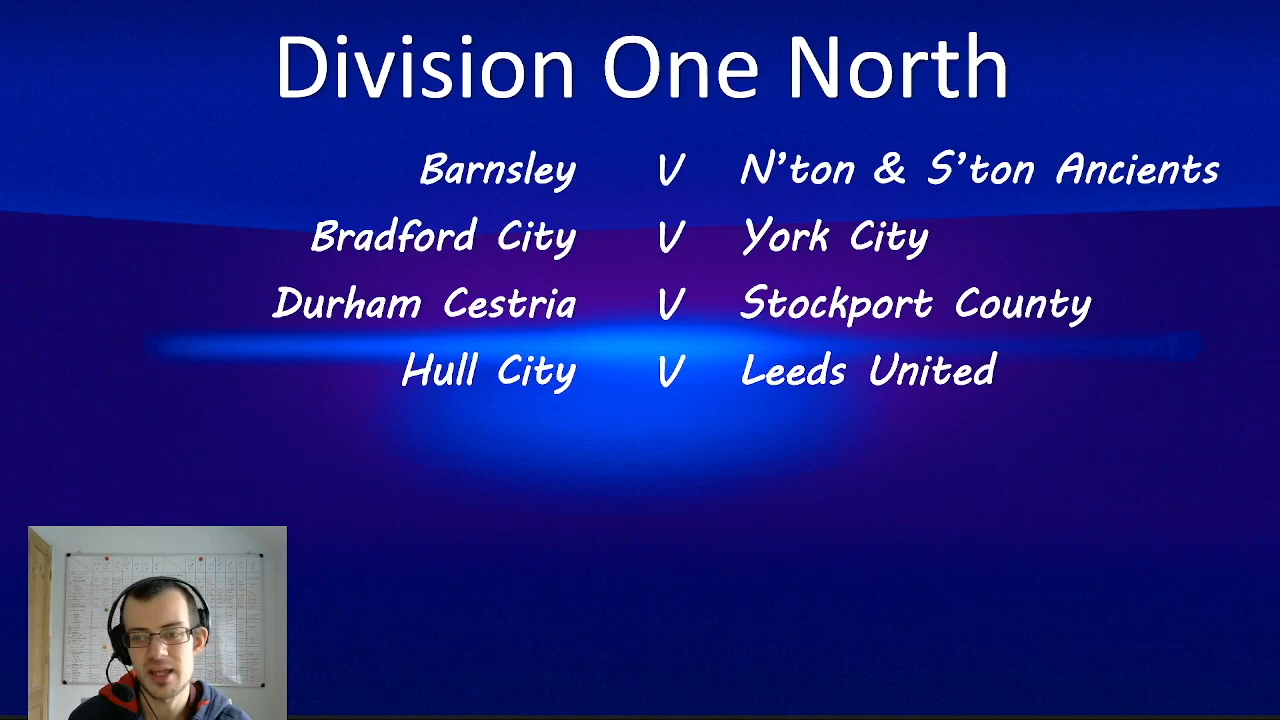 Division One North
Barnsley V N'ton & S'ton Ancients
Bradford City V York City
Durham Cestria V Stockport County
Hull City V Leeds United